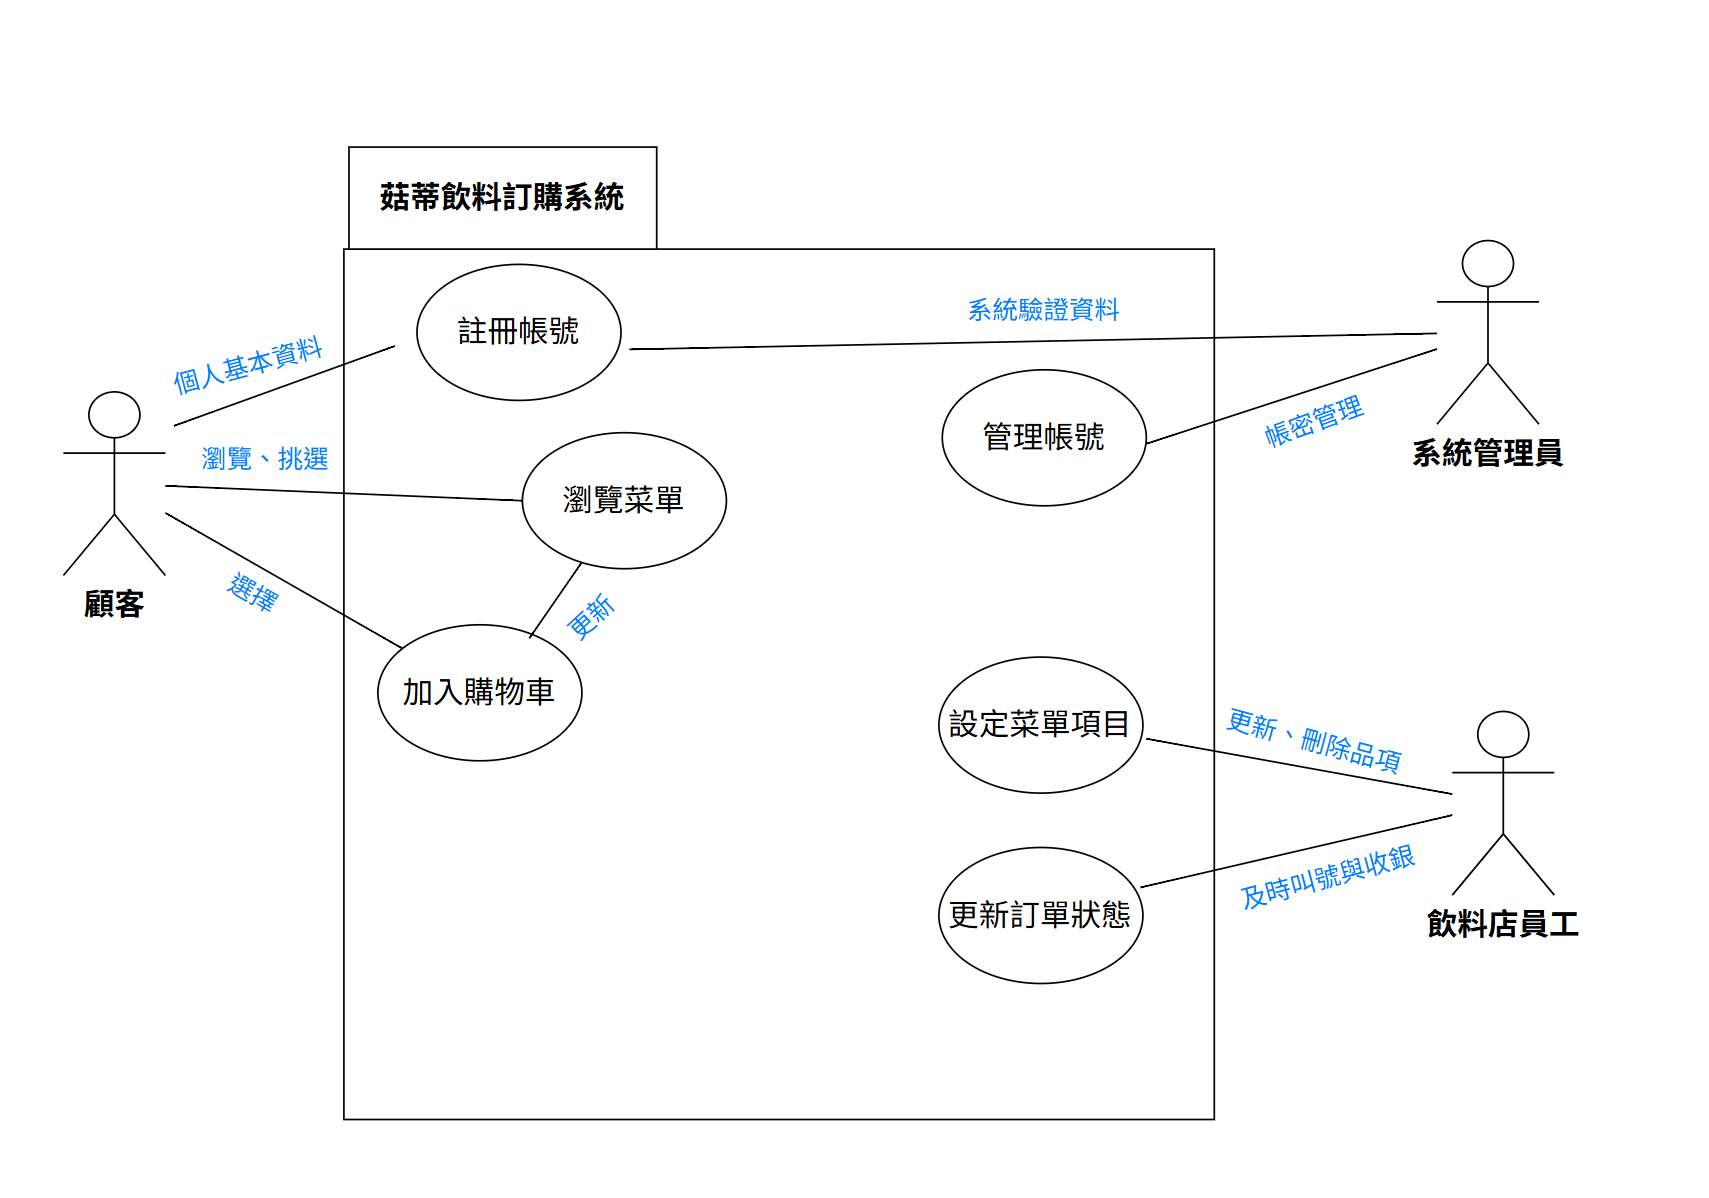 菇蒂飲料訂購系統
註冊帳號
系統驗證資料
個人基本資料
管理帳號
帳密管理
系統管理員
瀏覽、挑選
瀏覽菜單
選擇
更新
顧客
加入購物車
設定菜單項目
更新、刪除品項
及時叫號與收銀
更新訂單狀態
飲料店員工